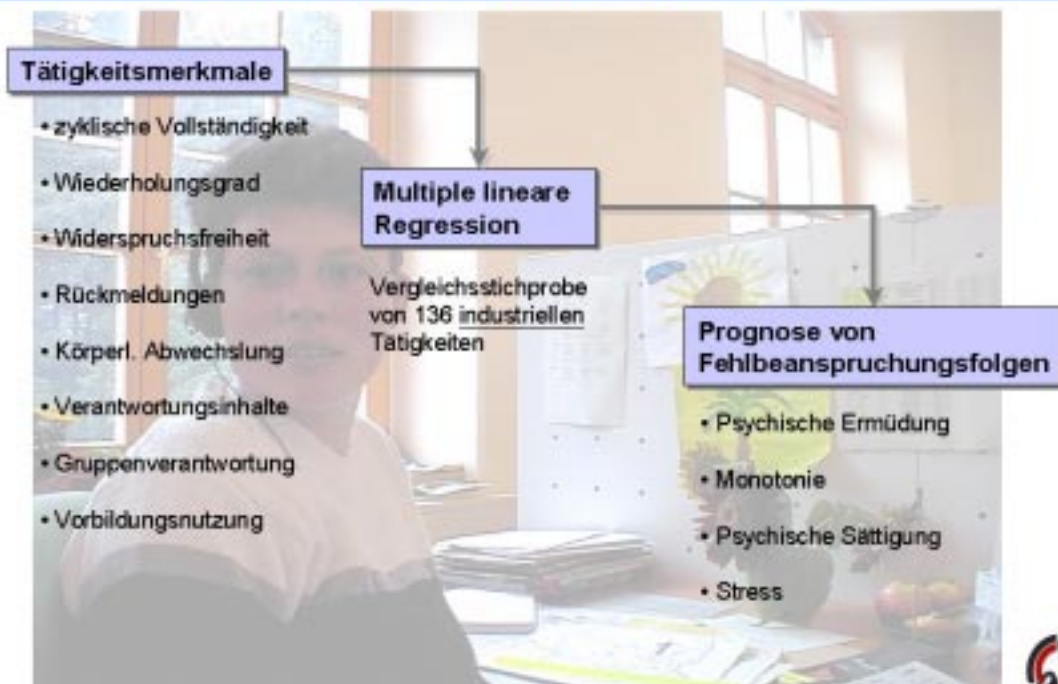 Tätigkeitsmerkmale
• zyklische Vollständigkeit
• Wiederholungsgrad
• Widerspruchsfreiheit
• Rückmeldungen
• Körperl. Abwechslung
• Verantwortungsinhalte
• Gruppenverantwortung
• Vorbildungsnutzung
Multiple lineare
Regression
Vergleichsstichprobe
von 136 industriellen
Tätigkeiten
Prognose von
Fehlbeanspruchungsfolgen
• Psychische Ermüdung
• Monotonie
• Psychische Sättigung
• Stress